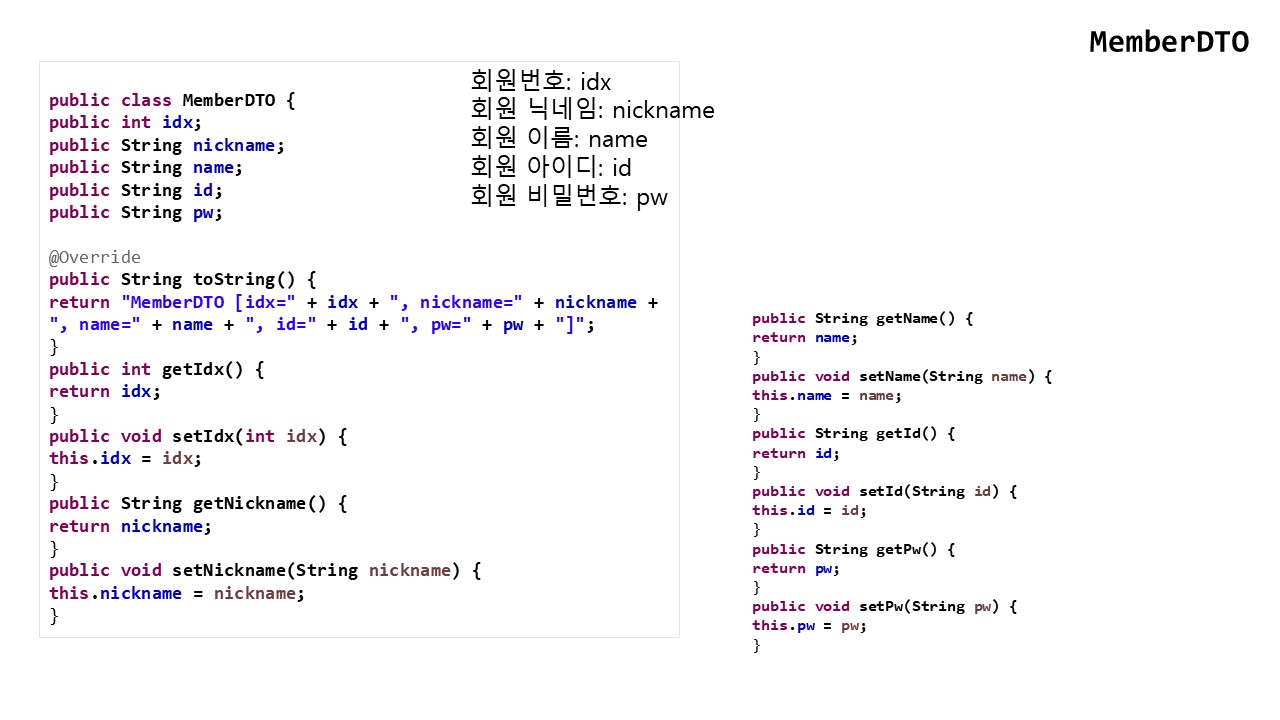 MemberDTO
public class MemberDTO {
public int idx;
public String nickname;
public String name;
public String id;
public String pw;
회원번호: idx
회원 닉네임: nickname
회원 이름: name
회원 아이디: id
회원 비밀번호: pw
@Override
public String toString() {
return "MemberDTO [idx=" + idx + ", nickname=" + nickname +
", name=" + name + ", id=" + id + ", pw=" + pw + "]";
}
public int getIdx() {
return idx;
}
public void setIdx(int idx) {
this.idx = idx;
}
public String getNickname() {
return nickname;
}
public void setNickname(String nickname) {
this.nickname = nickname;
}
public String getName() {
return name;
}
public void setName(String name) {
this.name = name;
}
public String getId() {
return id;
}
public void setId(String id) {
this.id = id;
}
public String getPw() {
return pw;
}
public void setPw(String pw) {
this.pw = pw;
}